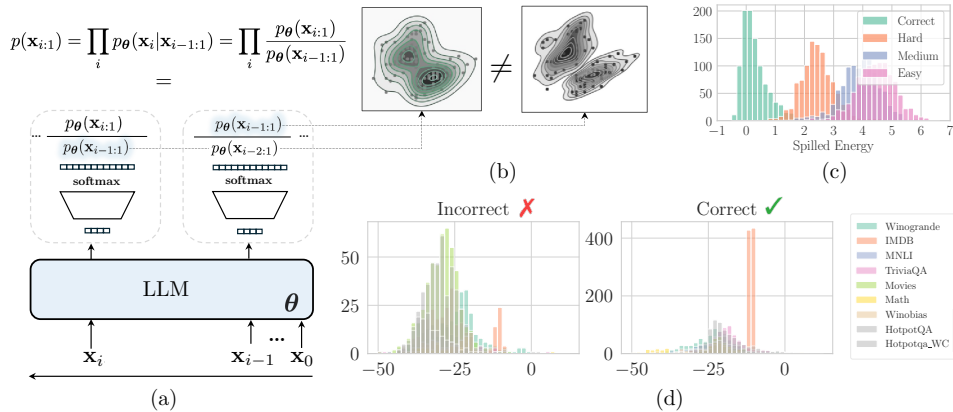 p(x_{i:1}) = ∏_i p_θ(x_i|x_{i-1:1}) = ∏_i p_θ(x_{i:1}) / p_θ(x_{i-1:1})
=
... p_θ(x_{i:1}) / p_θ(x_{i-1:1})
p_θ(x_{i-1:1}) / p_θ(x_{i-2:1}) ...
softmax
softmax
LLM
θ
x_i
x_{i-1}
...
x_0
(a)
≠
(b)
Correct
Hard
Medium
Easy
200
150
100
50
0
−1 0 1 2 3 4 5 6 7
Spilled Energy
(c)
Incorrect ✗
50
25
0
−50 −25 0
Correct ✓
400
200
0
−50 −25 0
(d)
Winogrande
IMDB
MNLI
TriviaQA
Movies
Math
Winobias
HotpotQA
Hotpotqa_WC